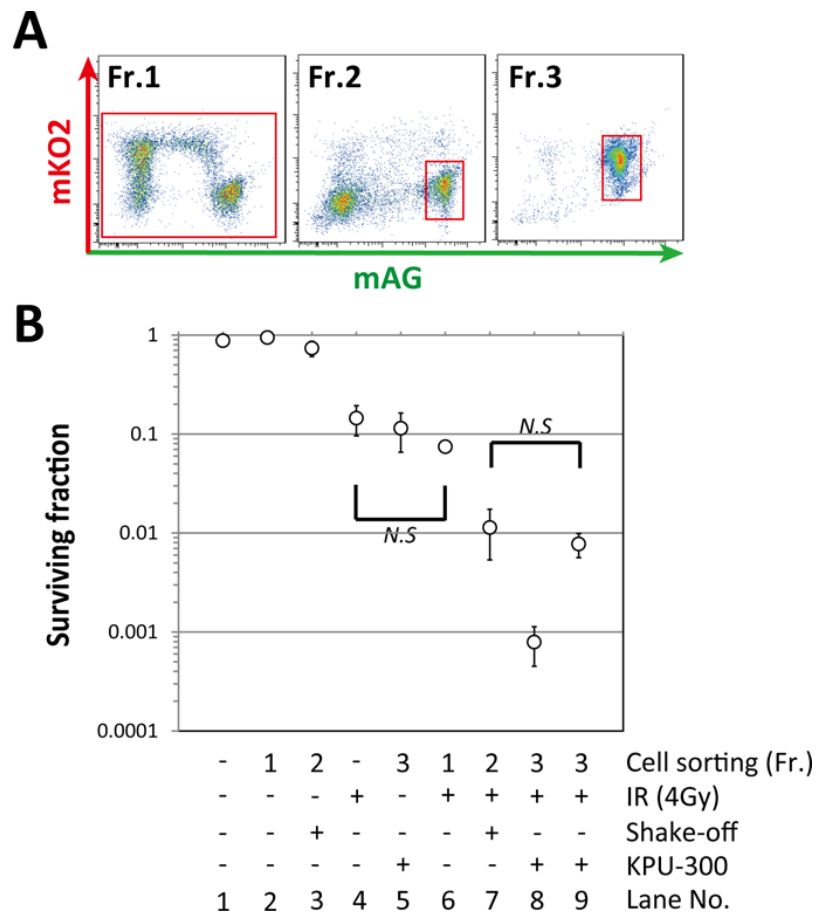 A
Fr.1 Fr.2 Fr.3
mKO2
mAG
B
Surviving fraction
1
0.1
0.01
0.001
0.0001
N.S
N.S
- 1 2 - 3 1 2 3 3 Cell sorting (Fr.)
- - - + - + + + + IR (4Gy)
- - + - - - + - - Shake-off
- - - - + - - + + KPU-300
1 2 3 4 5 6 7 8 9 Lane No.